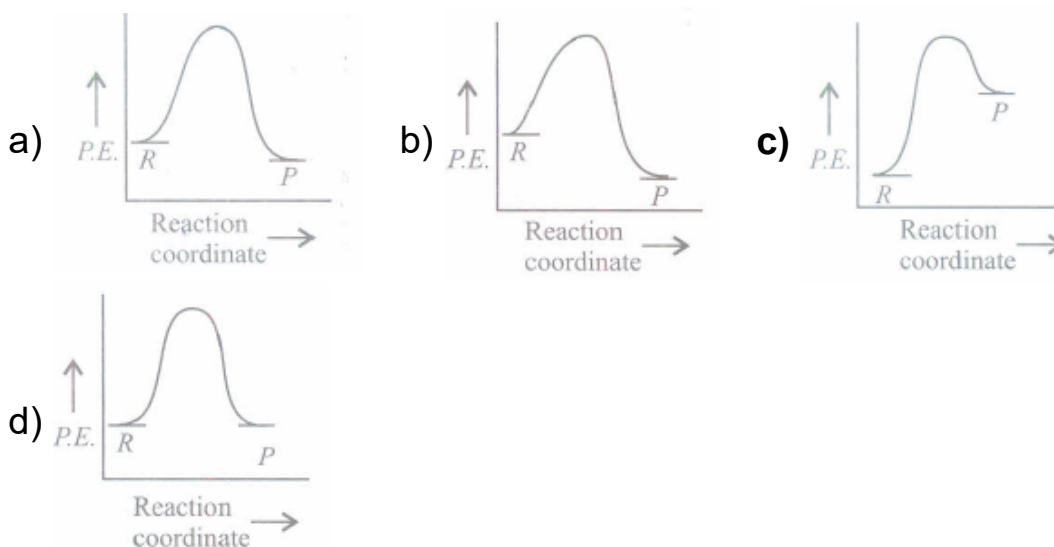 a)
P.E.
R
P
Reaction
coordinate
b)
P.E.
R
P
Reaction
coordinate
c)
P.E.
R
P
Reaction
coordinate
d)
P.E.
R
P
Reaction
coordinate